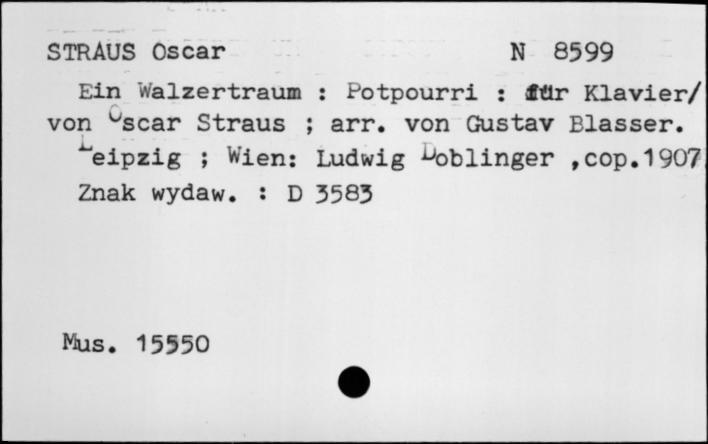 STRAUS Oscar N 8599
Ein Walzertraum : Potpourri : für Klavier/
von Oscar Straus ; arr. von Gustav Blasser.
Leipzig ; Wien: Ludwig Doblinger ,cop.1907
Znak wydaw. : D 3583
Mus. 15550